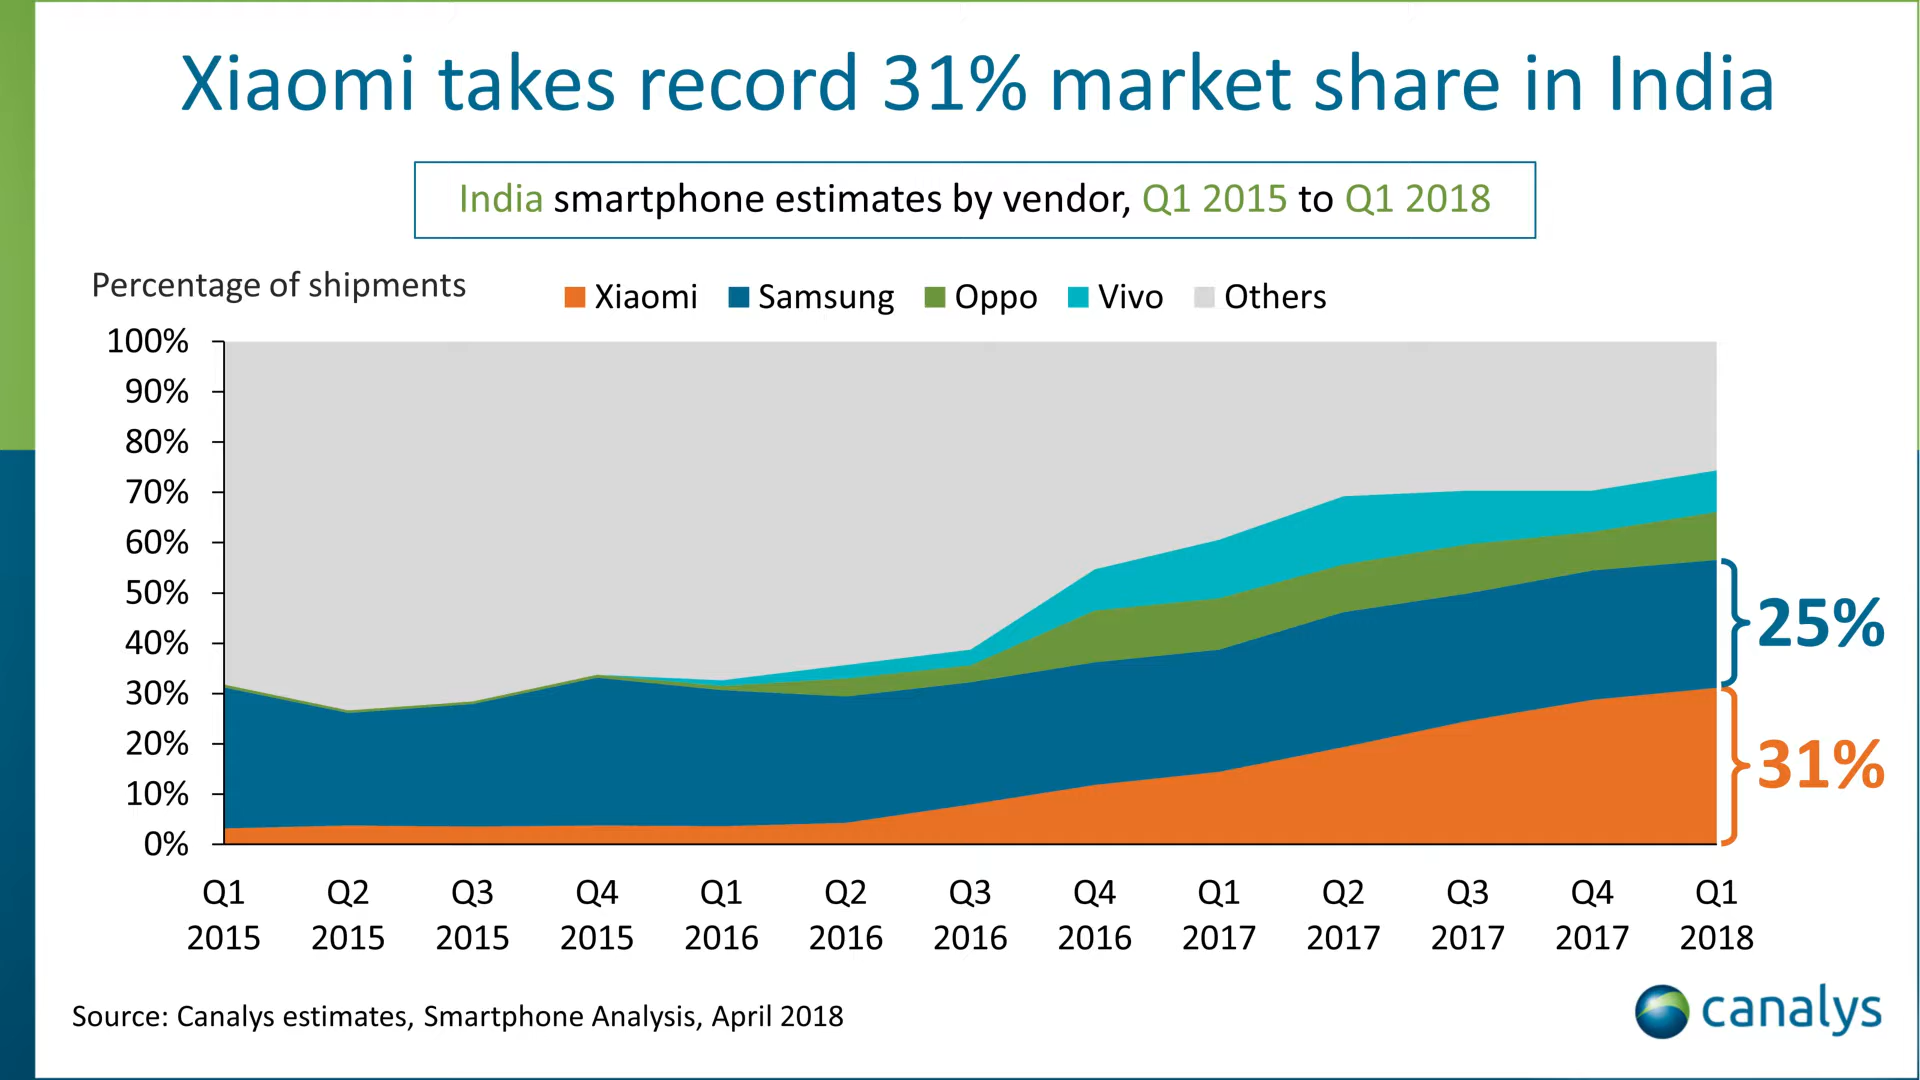 Xiaomi takes record 31% market share in India
India smartphone estimates by vendor, Q1 2015 to Q1 2018
Percentage of shipments
Xiaomi Samsung Oppo Vivo Others
100%
90%
80%
70%
60%
50%
40%
30%
20%
10%
0%
25%
31%
Q1 Q2 Q3 Q4 Q1 Q2 Q3 Q4 Q1 Q2 Q3 Q4 Q1
2015 2015 2015 2015 2016 2016 2016 2016 2017 2017 2017 2017 2018
Source: Canalys estimates, Smartphone Analysis, April 2018
canalys